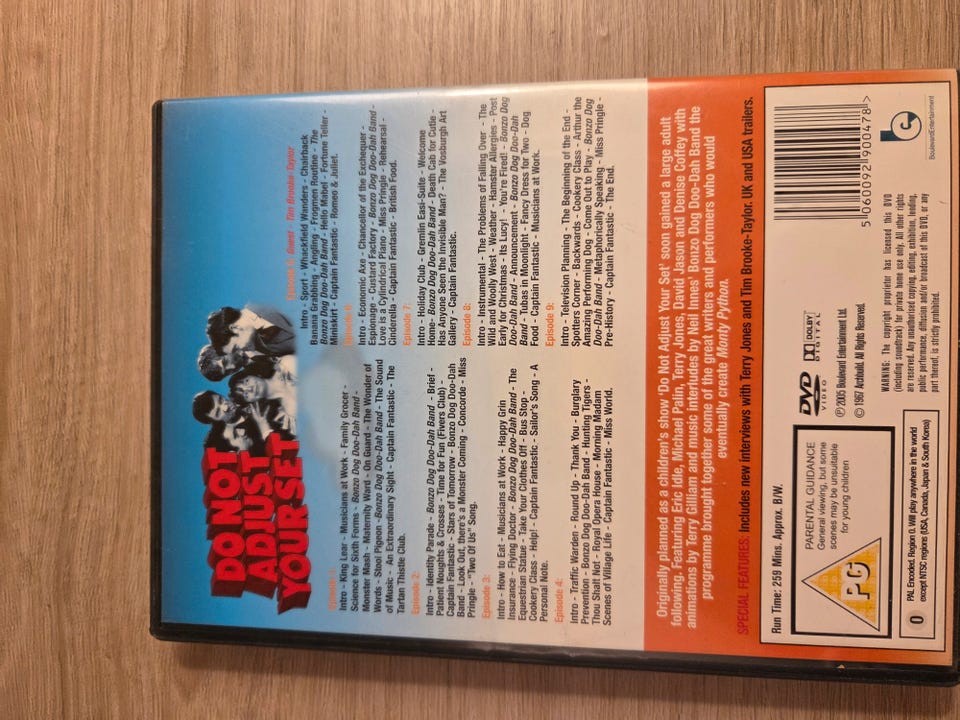 DO NOT
ADJUST
YOUR SET
Episode 1:
Intro - King Lear - Musicians at Work - Family Grocer -
Science for Sixth Forms - Bonzo Dog Doo-Dah Band -
Monster Mash - Maternity Ward - On Guard - The Wonder of
Words - Stool Pigeon - Bonzo Dog Doo-Dah Band - The Sound
of Music - An Extraordinary Sight - Captain Fantastic - The
Tartan Thistle Club.
Episode 2:
Intro - Identity Parade - Bonzo Dog Doo-Dah Band - Brief -
Patient Noughts & Crosses - Time for Fun (Fivers Club) -
Captain Fantastic - Stars of Tomorrow - Bonzo Dog Doo-Dah
Band - Look Out, there's a Monster Coming - Concorde - Miss
Pringle - "Two Of Us" Song.
Episode 3:
Intro - How to Eat - Musicians at Work - Happy Grin
Insurance - Flying Doctor - Bonzo Dog Doo-Dah Band - The
Equestrian Statue - Take Your Clothes Off - Bus Stop -
Cookery Class - Help! - Captain Fantastic - Sailor's Song - A
Personal Note.
Episode 4:
Intro - Traffic Warden - Round Up - Thank You - Burglary
Prevention - Bonzo Dog Doo-Dah Band - Hunting Tigers -
Thou Shalt Not - Royal Opera House - Morning Madam
Scenes of Village Life - Captain Fantastic - Miss World.
Episode 5: Guest - Tim Brooke-Taylor
Intro - Sport - Whackfield Wanders - Chairback
Banana Grabbing - Angling - Frogmen Routine - The
Bonzo Dog Doo-Dah Band - Hello Mabel - Fortune Teller -
Miniskirt - Captain Fantastic - Romeo & Juliet.
Episode 6:
Intro - Economic Axe - Chancellor of the Exchequer -
Espionage - Custard Factory - Bonzo Dog Doo-Dah Band -
Love is a Cylindrical Piano - Miss Pringle - Rehearsal -
Cinderella - Captain Fantastic - British Food.
Episode 7:
Intro - Holiday Club - Gremlin Easi-Suite - Welcome
Home - Bonzo Dog Doo-Dah Band - Death Cab for Cutie -
Has Anyone Seen the Invisible Man? - The Vosburgh Art
Gallery - Captain Fantastic.
Episode 8:
Intro - Instrumental - The Problems of Falling Over - The
Wild Woolly West - Weather - Hamster Allergies - Post
Early for Christmas - Its Lucy! - You're Fired! - Bonzo Dog
Doo-Dah Band - Announcement - Bonzo Dog Doo-Dah
Band - Tubas in Moonlight - Fancy Dress for Two - Dog
Food - Captain Fantastic - Musicians at Work.
Episode 9:
Intro - Television Planning - The Beginning of the End -
Spotters Corner - Backwards - Cookery Class - Arthur the
Amazing Performing Dog - Come Out to Play - Bonzo Dog
Doo-Dah Band - Metaphorically Speaking - Miss Pringle -
Pre-History - Captain Fantastic - The End.
Originally planned as a children's show 'Do Not Adjust Your Set' soon gained a large adult
following. Featuring Eric Idle, Michael Palin, Terry Jones, David Jason and Denise Coffey with
animations by Terry Gilliam and music interludes by Neil Innes' Bonzo Dog Doo-Dah Band the
programme brought together some of the great writers and performers who would
eventually create Monty Python.
SPECIAL FEATURES: Includes new interviews with Terry Jones and Tim Brooke-Taylor. UK and USA trailers.
Run Time: 259 Mins. Approx. B/W.
PG
PARENTAL GUIDANCE
General viewing, but some
scenes may be unsuitable
for young children
0
PAL Encoded. Region 0. Will play anywhere in the world
except NTSC regions (USA, Canada, Japan & South Korea)
DVD
VIDEO
DOLBY
DIGITAL
℗ 2005 Boulevard Entertainment Ltd.
© 1967 Archbuild. All Rights Reserved.
WARNING: The copyright proprietor has licensed this DVD
(including soundtrack) for private home use only. All other rights
are reserved. Any unauthorised copying, editing, exhibition, lending,
public performance, diffusion and/or broadcast of this DVD, or any
part thereof, is strictly prohibited.
5 060092 900478 >
BoulevardEntertainment